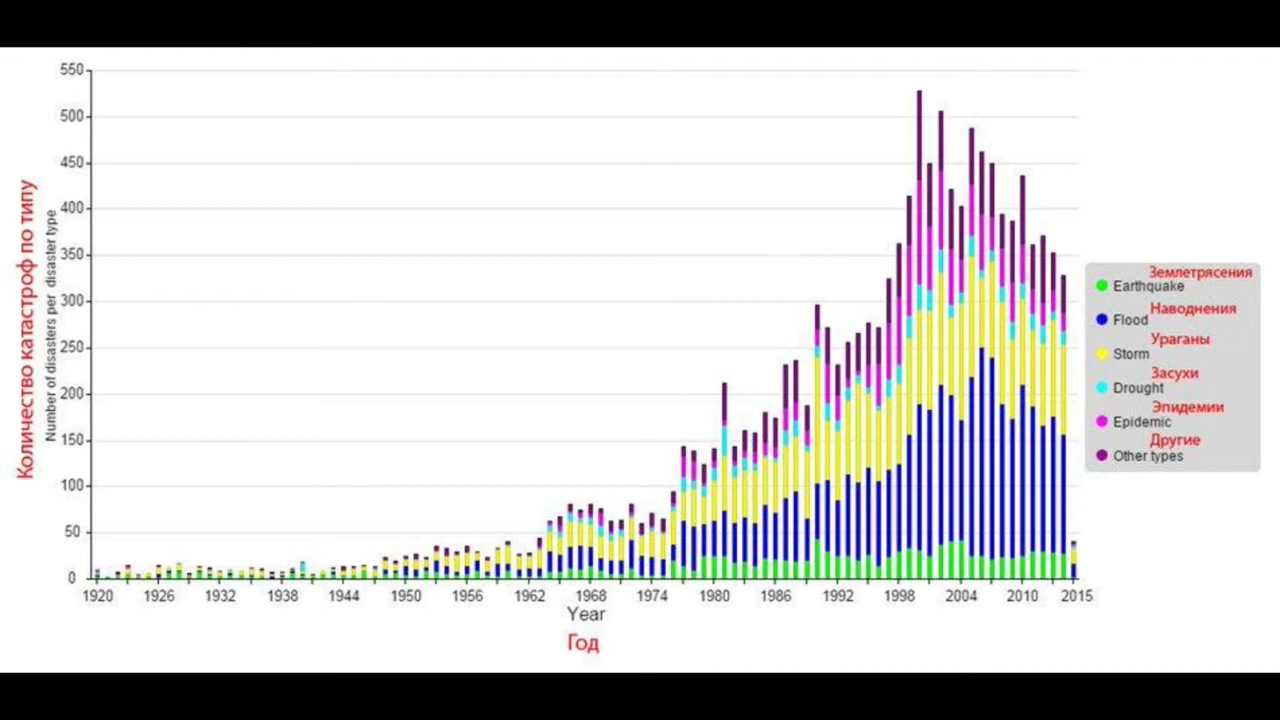 550
500
450
400
350
300
250
200
150
100
50
0
Количество катастроф по типу
Number of disasters per disaster type
1920 1926 1932 1938 1944 1950 1956 1962 1968 1974 1980 1986 1992 1998 2004 2010 2015
Year
Год
Землетрясения
Earthquake
Наводнения
Flood
Ураганы
Storm
Засухи
Drought
Эпидемии
Epidemic
Другие
Other types